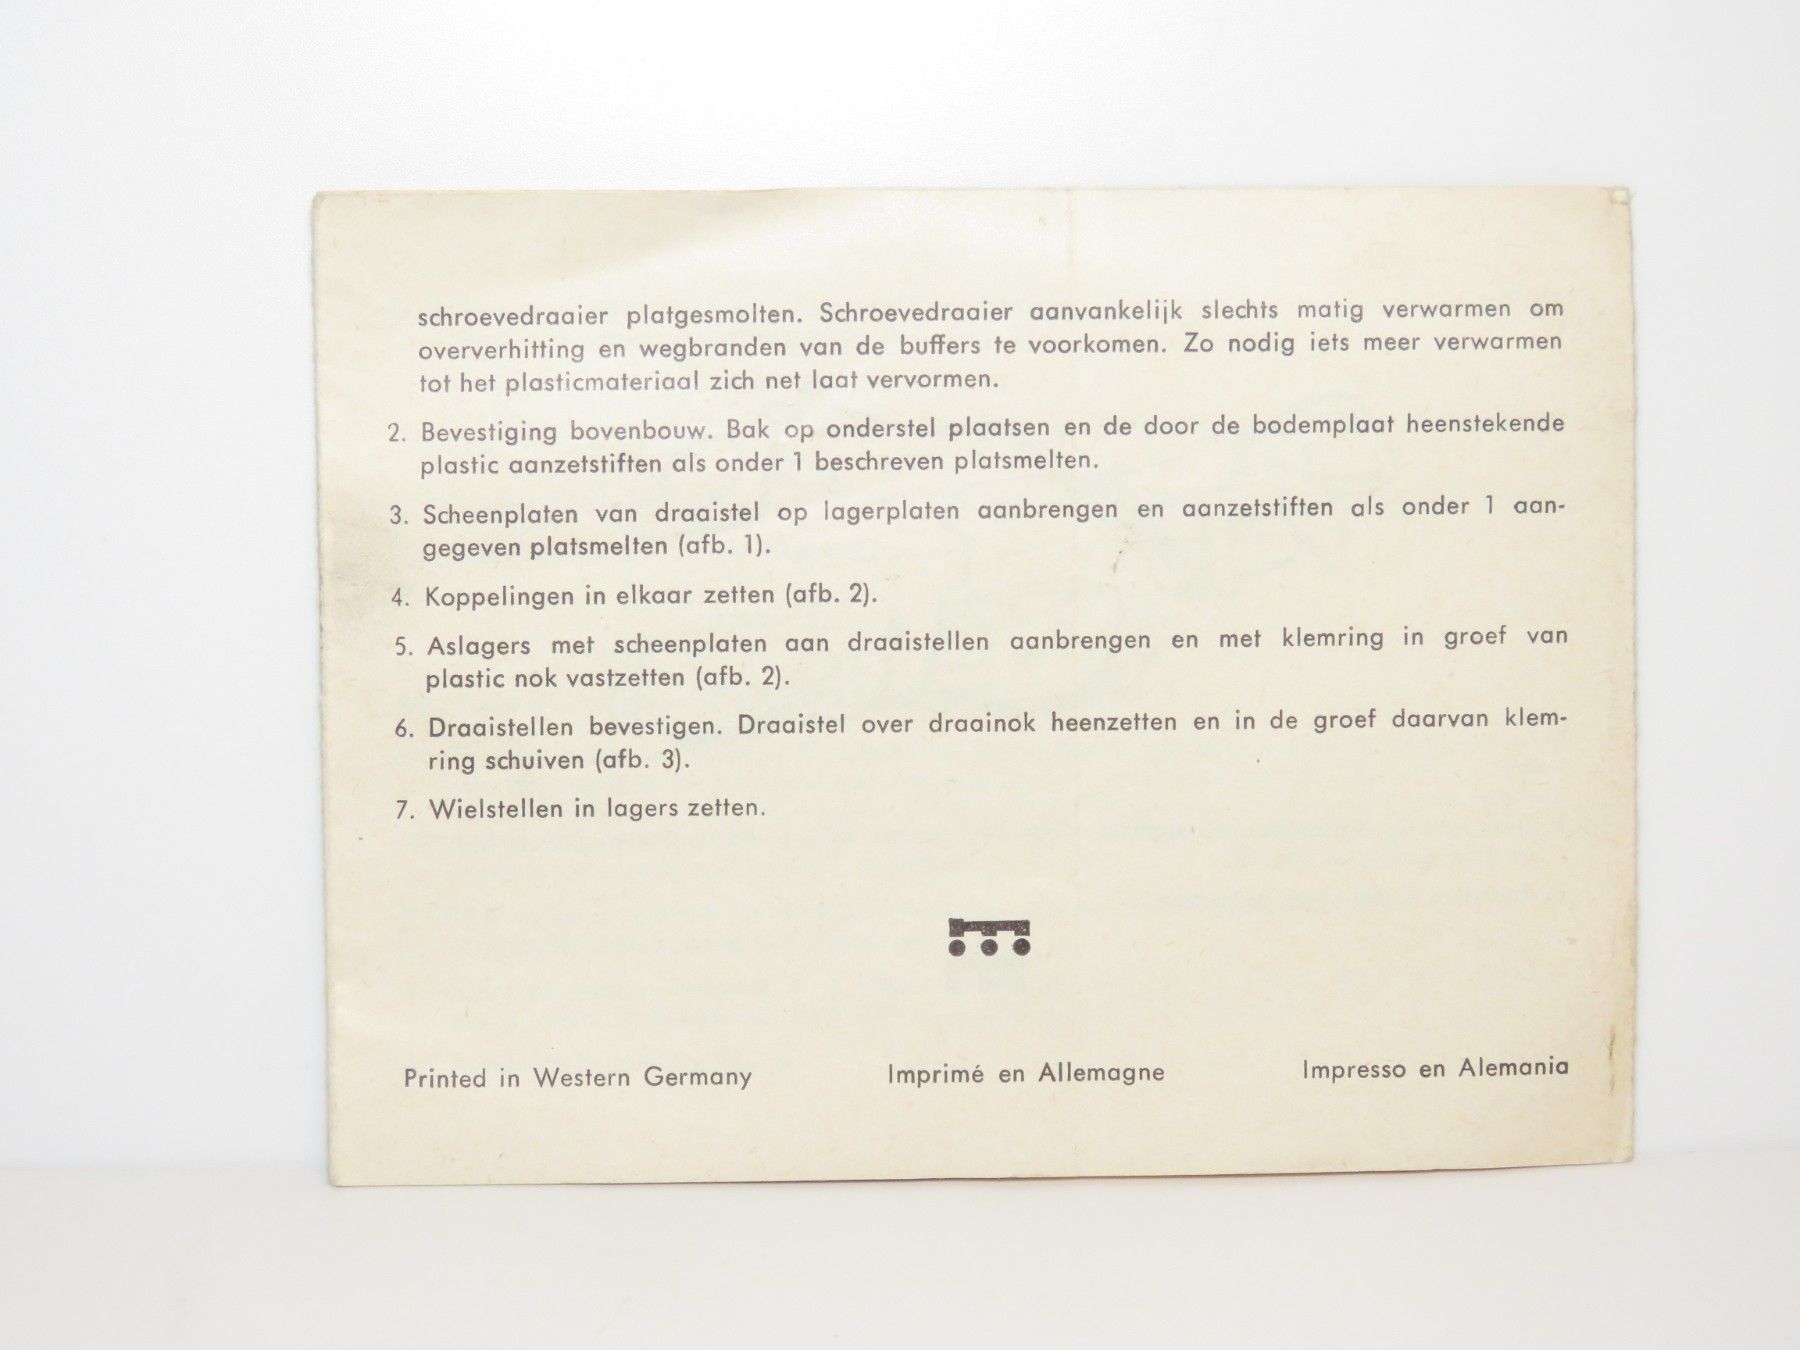 schroevedraaier platgesmolten. Schroevedraaier aanvankelijk slechts matig verwarmen om
oververhitting en wegbranden van de buffers te voorkomen. Zo nodig iets meer verwarmen
tot het plasticmateriaal zich net laat vervormen.
2. Bevestiging bovenbouw. Bak op onderstel plaatsen en de door de bodemplaat heenstekende
plastic aanzetstiften als onder 1 beschreven platsmelten.
3. Scheenplaten van draaistel op lagerplaten aanbrengen en aanzetstiften als onder 1 aan-
gegeven platsmelten (afb. 1).
4. Koppelingen in elkaar zetten (afb. 2).
5. Aslagers met scheenplaten aan draaistellen aanbrengen en met klemring in groef van
plastic nok vastzetten (afb. 2).
6. Draaistellen bevestigen. Draaistel over draainok heenzetten en in de groef daarvan klem-
ring schuiven (afb. 3).
7. Wielstellen in lagers zetten.
Printed in Western Germany Imprimé en Allemagne Impresso en Alemania